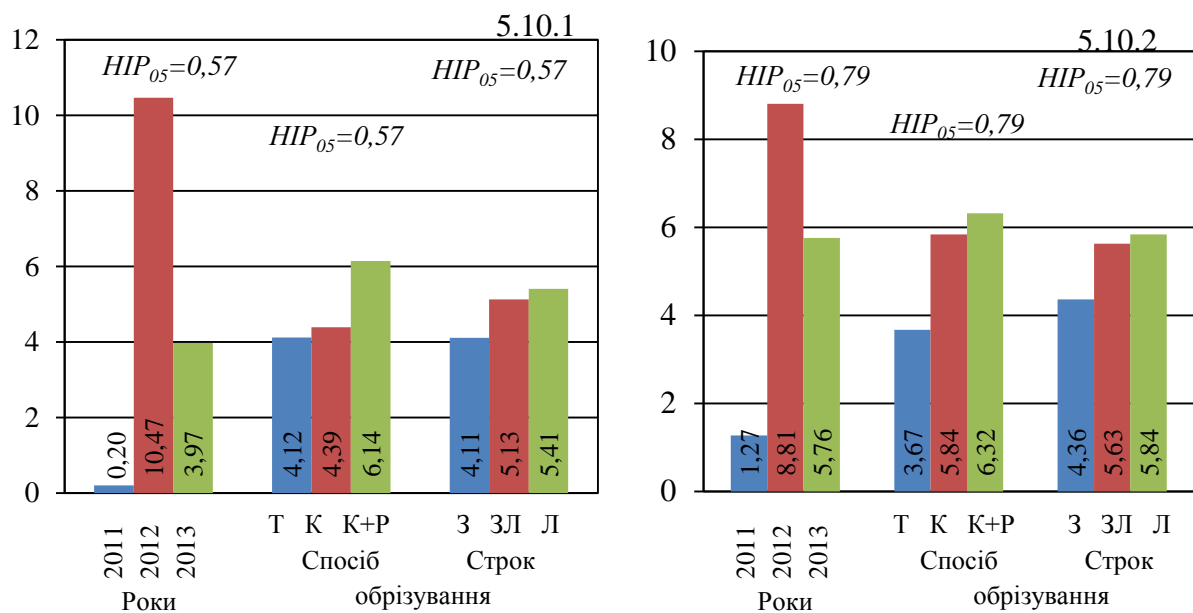 5.10.1
12
10
8
6
4
2
0
НІР05=0,57
НІР05=0,57
НІР05=0,57
0,20
10,47
3,97
4,12
4,39
6,14
4,11
5,13
5,41
2011
2012
2013
Т К К+Р
З ЗЛ Л
Спосіб
Строк
Роки
обрізування
5.10.2
10
8
6
4
2
0
НІР05=0,79
НІР05=0,79
НІР05=0,79
1,27
8,81
5,76
3,67
5,84
6,32
4,36
5,63
5,84
2011
2012
2013
Т К К+Р
З ЗЛ Л
Спосіб
Строк
Роки
обрізування